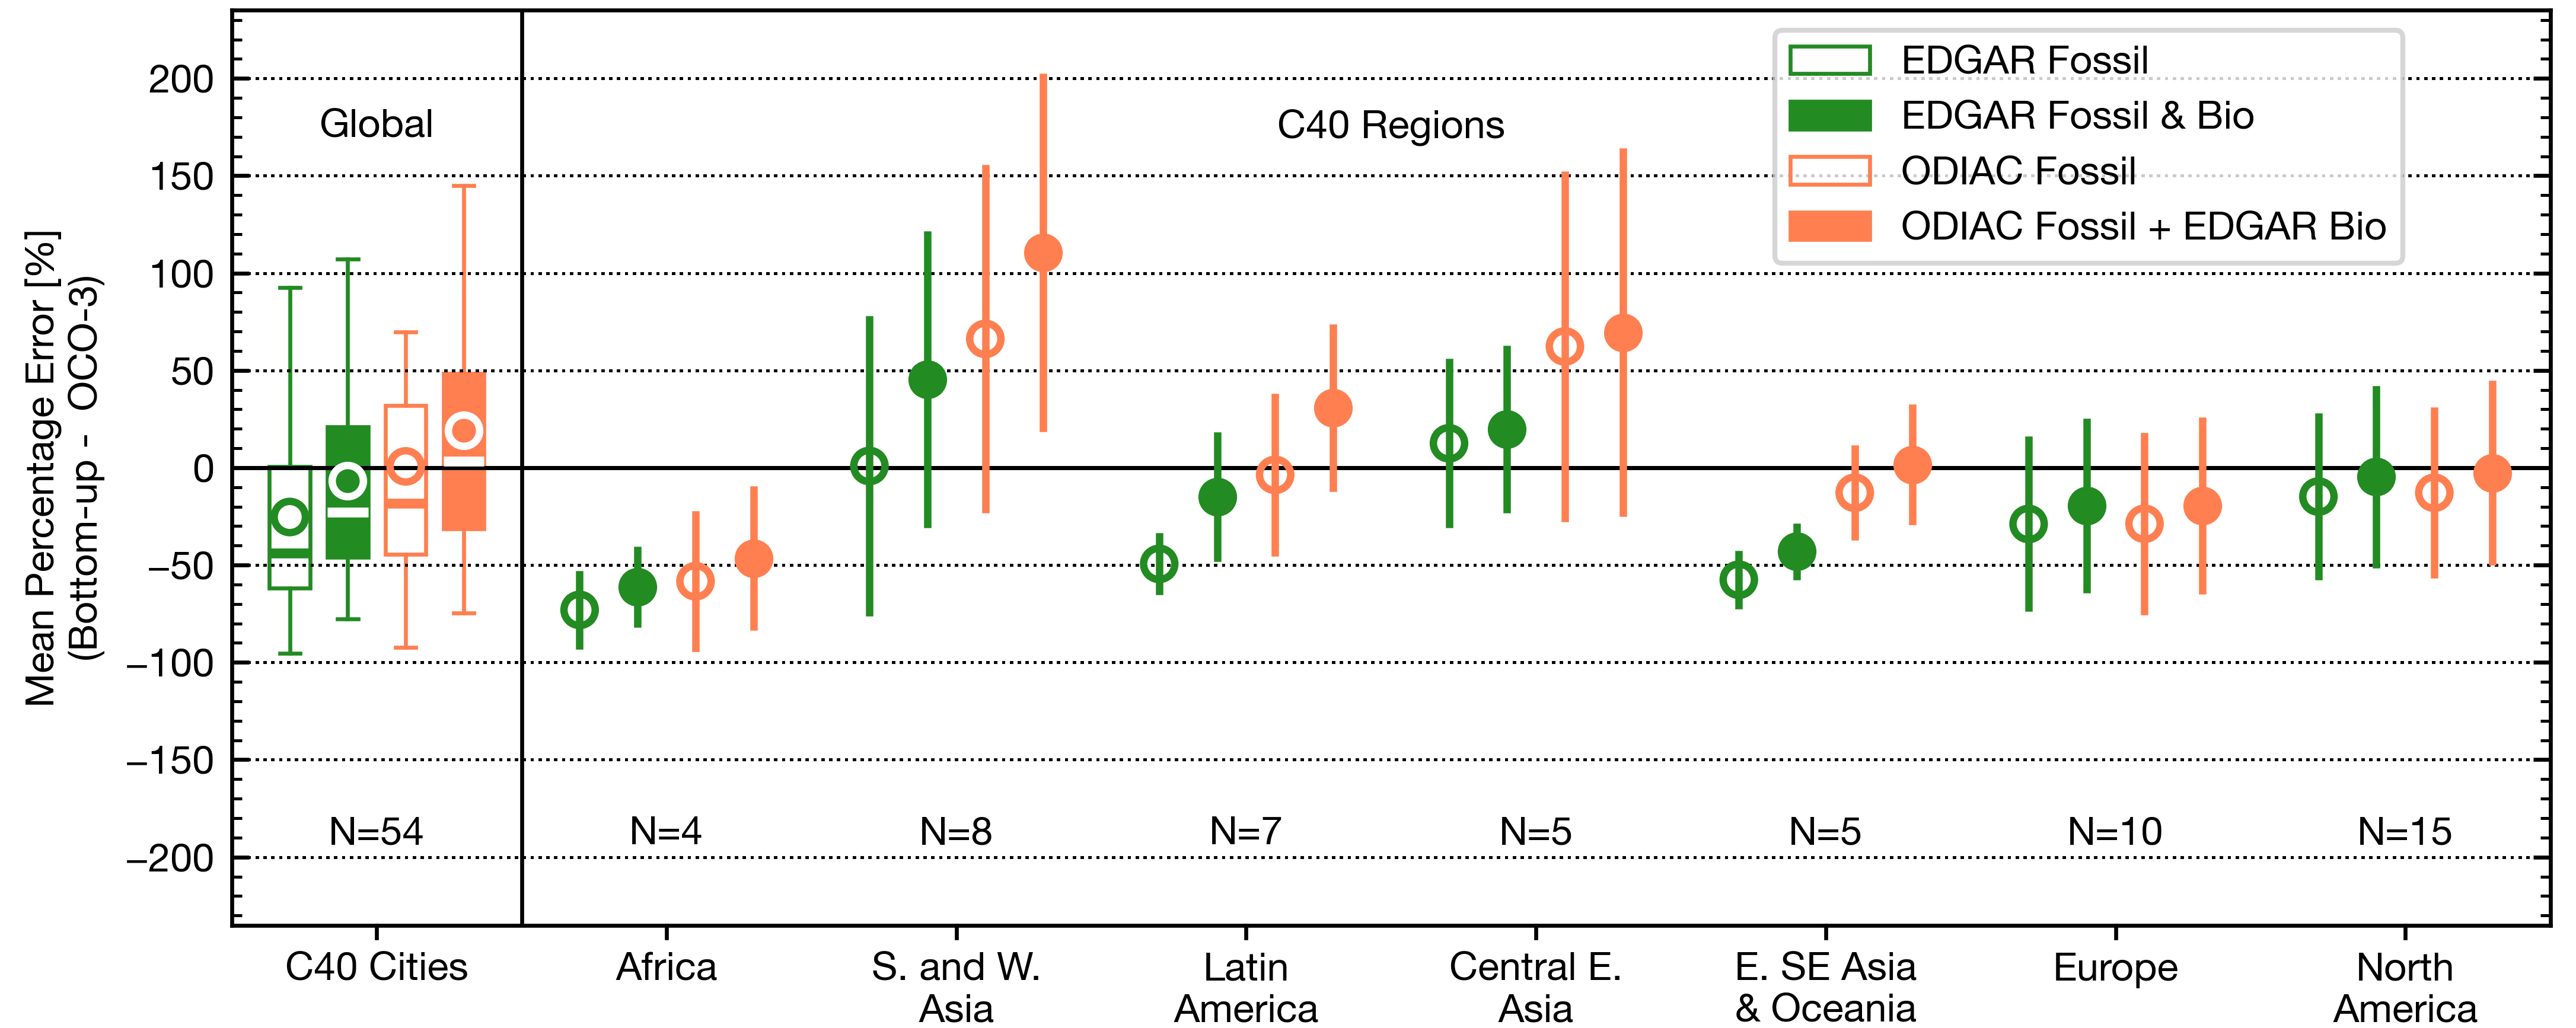 Mean Percentage Error [%]
(Bottom-up - OCO-3)
200
150
100
50
0
−50
−100
−150
−200
Global
C40 Regions
EDGAR Fossil
EDGAR Fossil & Bio
ODIAC Fossil
ODIAC Fossil + EDGAR Bio
N=54
N=4
N=8
N=7
N=5
N=5
N=10
N=15
C40 Cities
Africa
S. and W.
Asia
Latin
America
Central E.
Asia
E. SE Asia
& Oceania
Europe
North
America